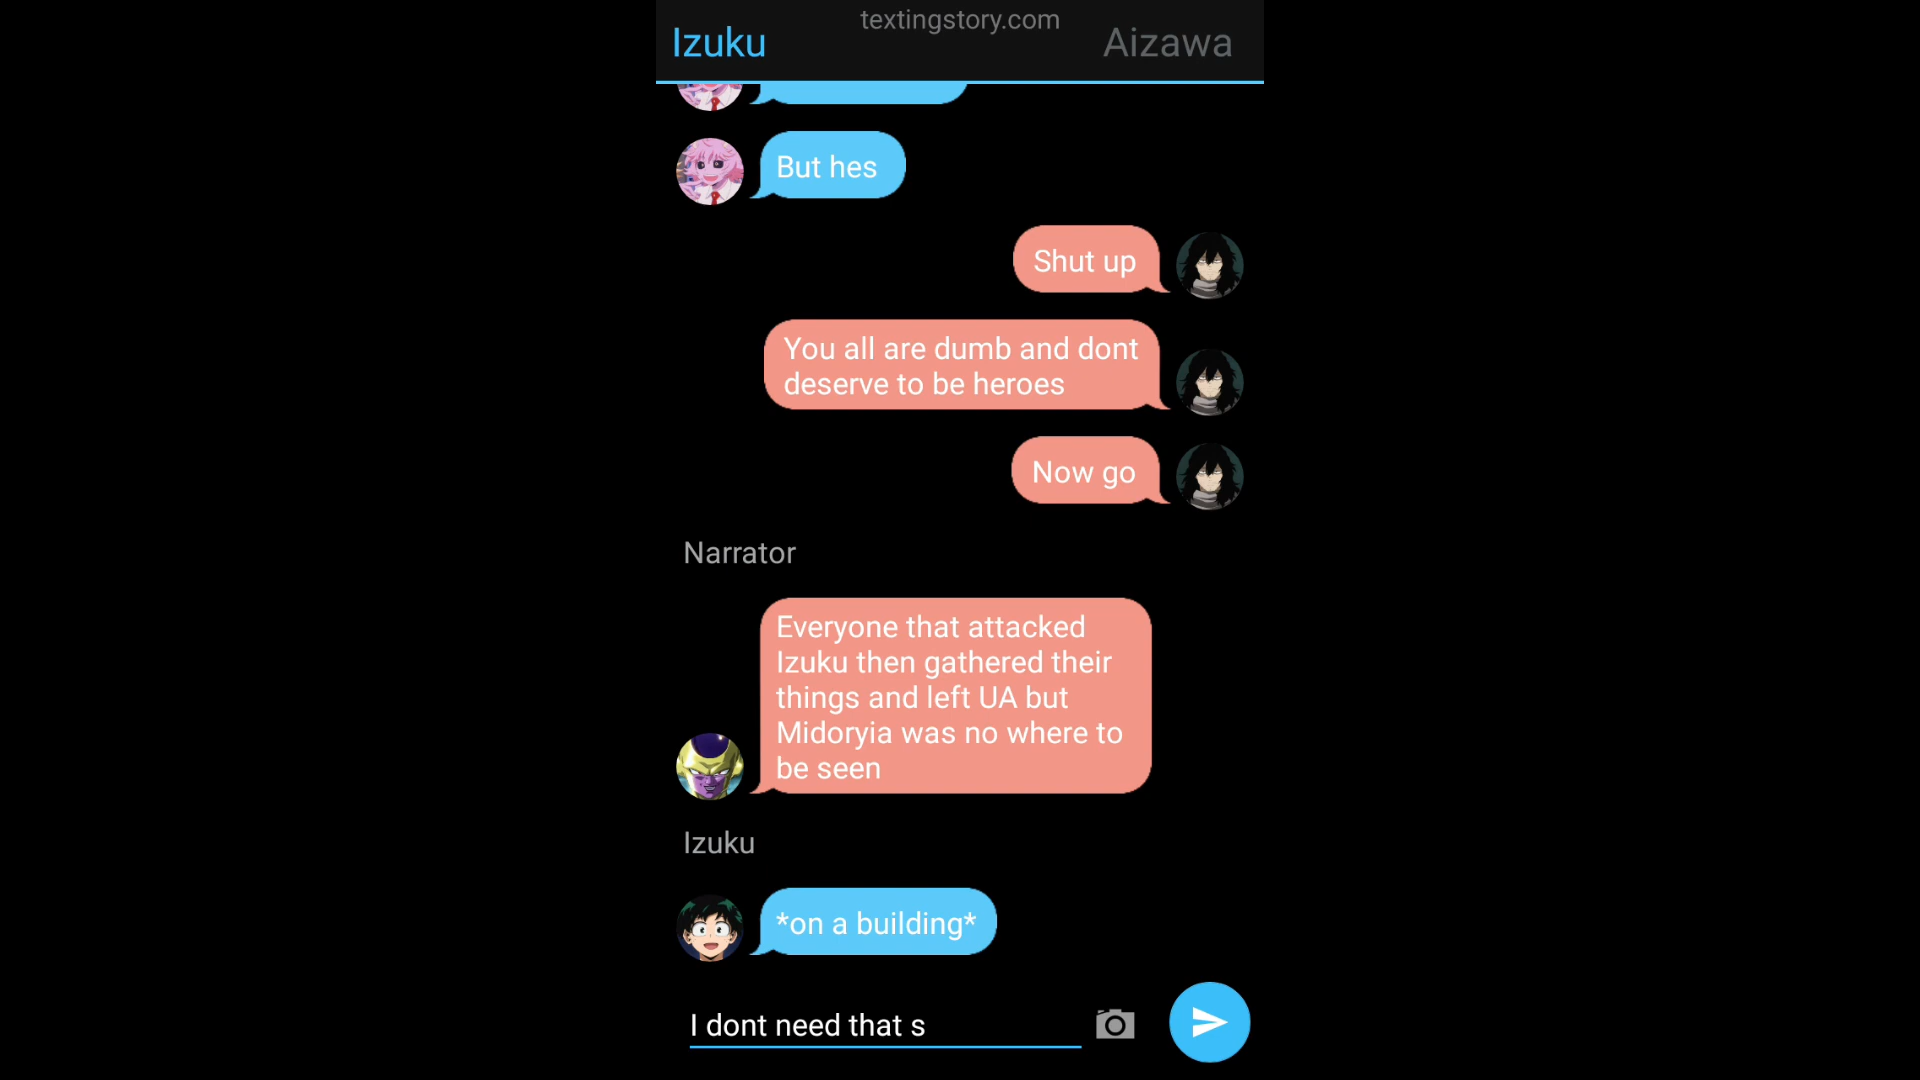 textingstory.com
Izuku
Aizawa
But hes
Shut up
You all are dumb and dont
deserve to be heroes
Now go
Narrator
Everyone that attacked
Izuku then gathered their
things and left UA but
Midoryia was no where to
be seen
Izuku
*on a building*
I dont need that s